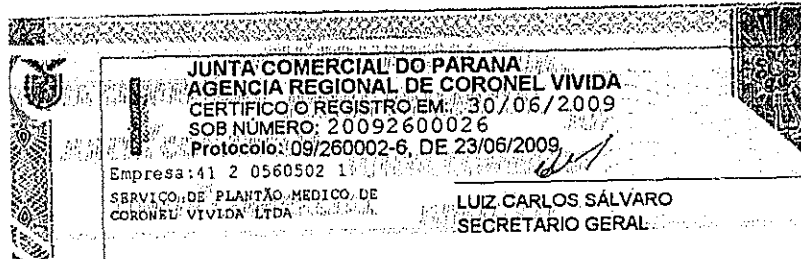 JUNTA COMERCIAL DO PARANA
AGENCIA REGIONAL DE CORONEL VIVIDA
CERTIFICO O REGISTRO EM: 30/06/2009
SOB NÚMERO: 20092600026
Protocolo: 09/260002-6, DE 23/06/2009
Empresa:41 2 0560502 1
SERVIÇO DE PLANTÃO MEDICO DE
CORONEL VIVIDA LTDA
LUIZ CARLOS SÁLVARO
SECRETARIO GERAL